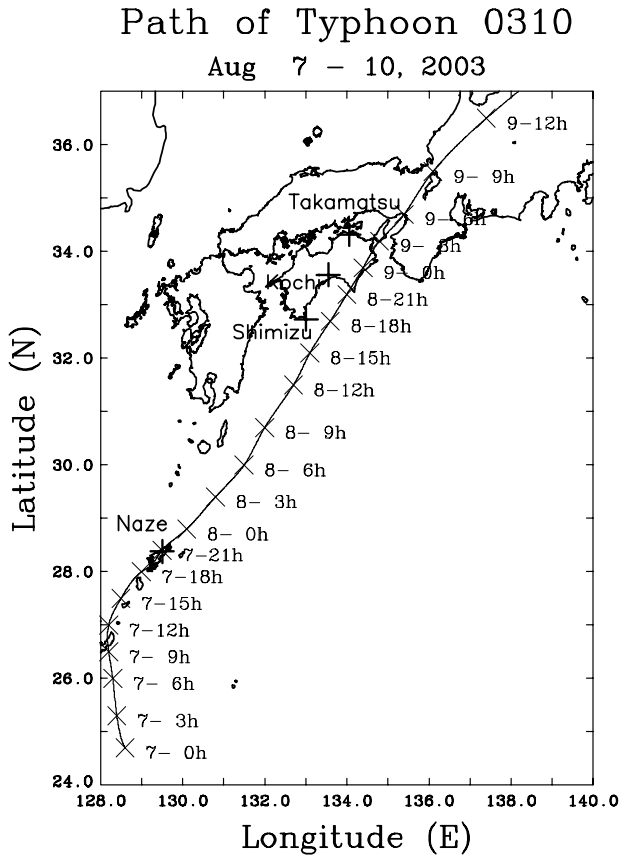 Path of Typhoon 0310
Aug 7 - 10, 2003
36.0
9-12h
9- 9h
Takamatsu
9- 6h
34.0
9- 3h
9- 0h
Kochi
8-21h
8-18h
Shimizu
8-15h
32.0
8-12h
8- 9h
30.0
8- 6h
8- 3h
Naze
8- 0h
7-21h
28.0
7-18h
7-15h
7-12h
7- 9h
26.0
7- 6h
7- 3h
7- 0h
24.0
128.0 130.0 132.0 134.0 136.0 138.0 140.0
Latitude (N)
Longitude (E)